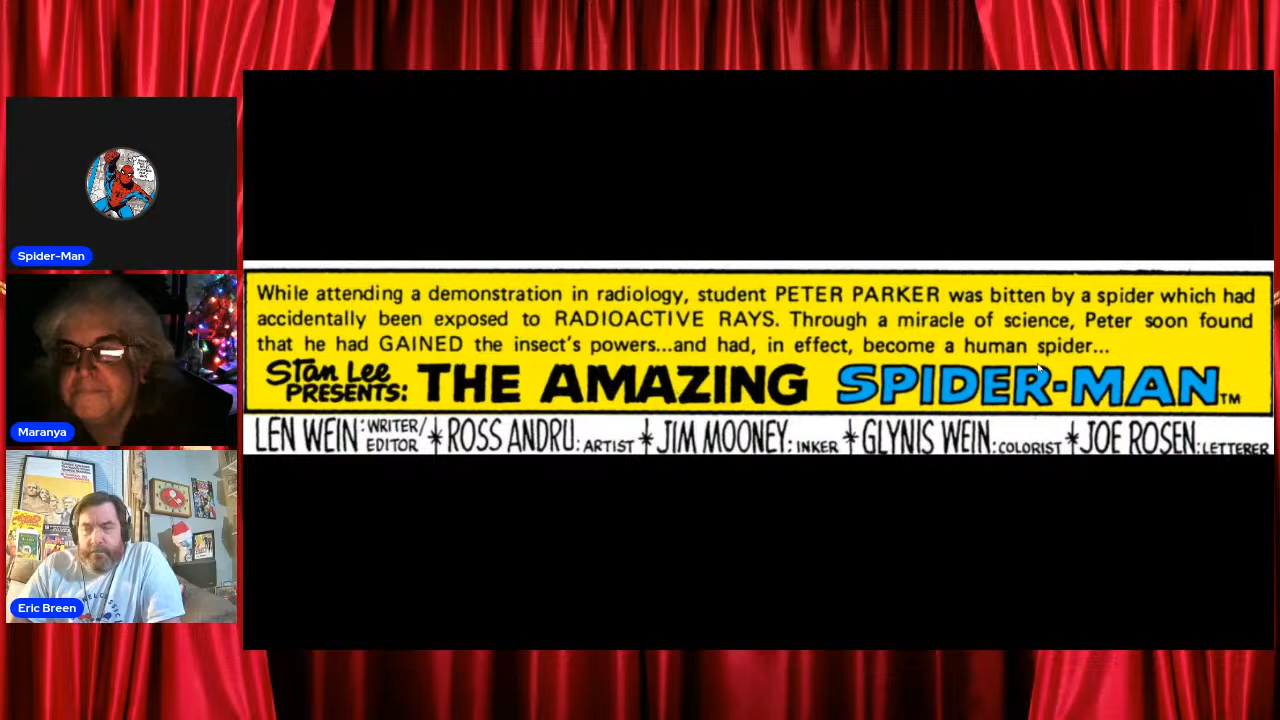 Spider-Man
Maranya
Eric Breen
While attending a demonstration in radiology, student PETER PARKER was bitten by a spider which had
accidentally been exposed to RADIOACTIVE RAYS. Through a miracle of science, Peter soon found
that he had GAINED the insect's powers...and had, in effect, become a human spider...
Stan Lee PRESENTS: THE AMAZING SPIDER-MAN™
LEN WEIN: WRITER/EDITOR * ROSS ANDRU: ARTIST * JIM MOONEY: INKER * GLYNIS WEIN: COLORIST * JOE ROSEN: LETTERER